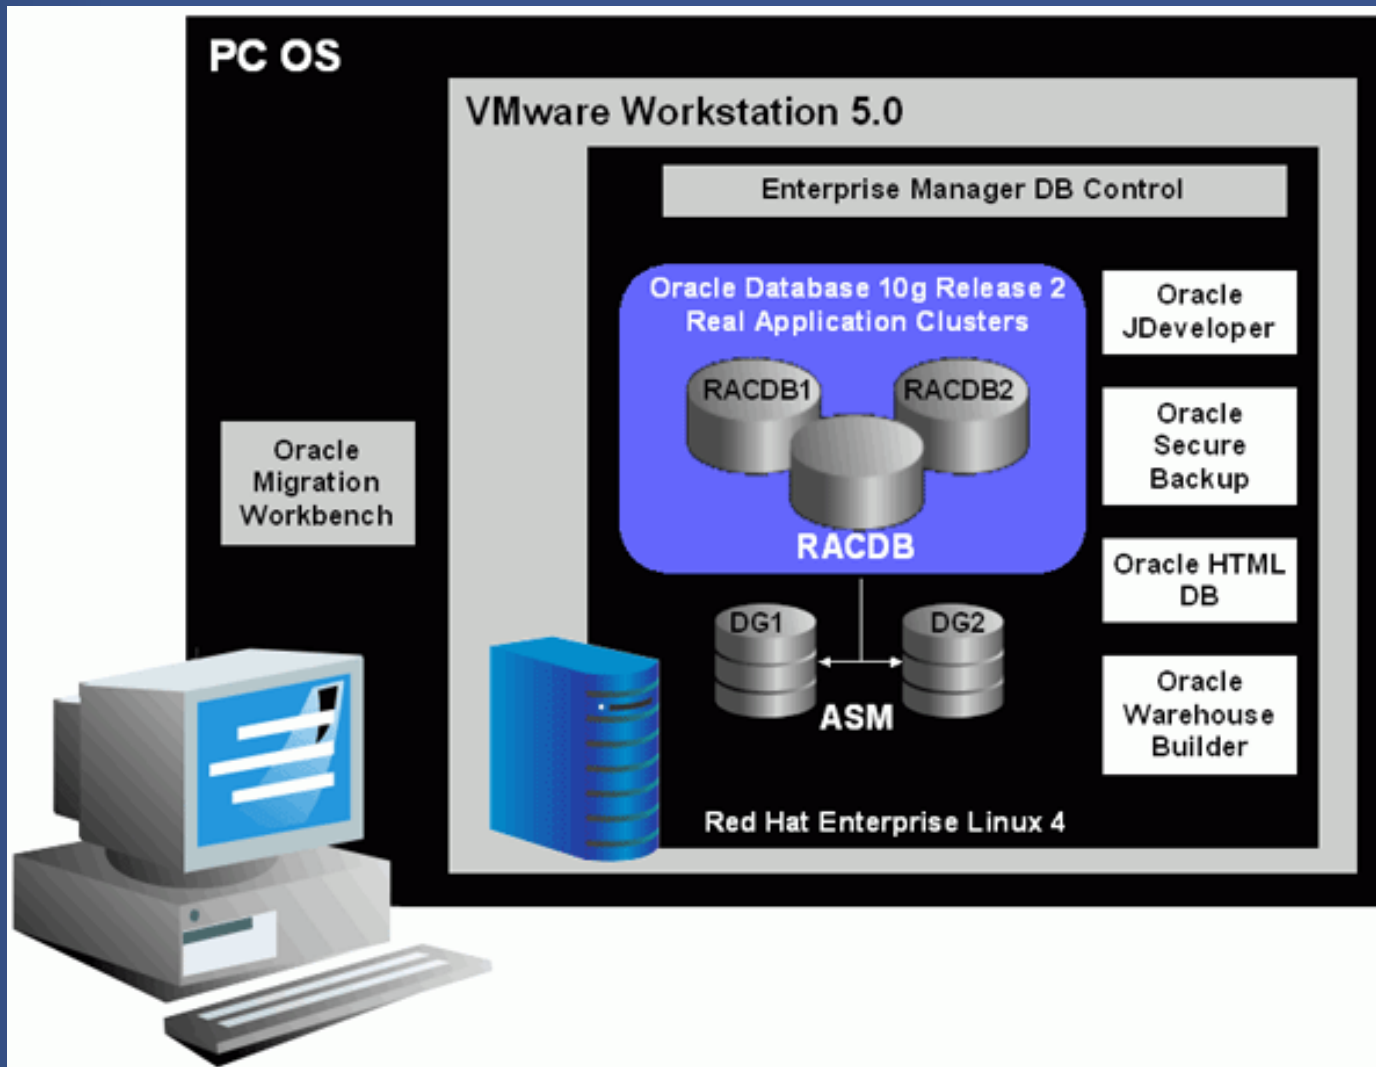 PC OS
VMware Workstation 5.0
Enterprise Manager DB Control
Oracle Database 10g Release 2
Real Application Clusters
RACDB1
RACDB2
RACDB
Oracle
JDeveloper
Oracle
Secure
Backup
Oracle
Migration
Workbench
Oracle HTML
DB
DG1
DG2
ASM
Oracle
Warehouse
Builder
Red Hat Enterprise Linux 4